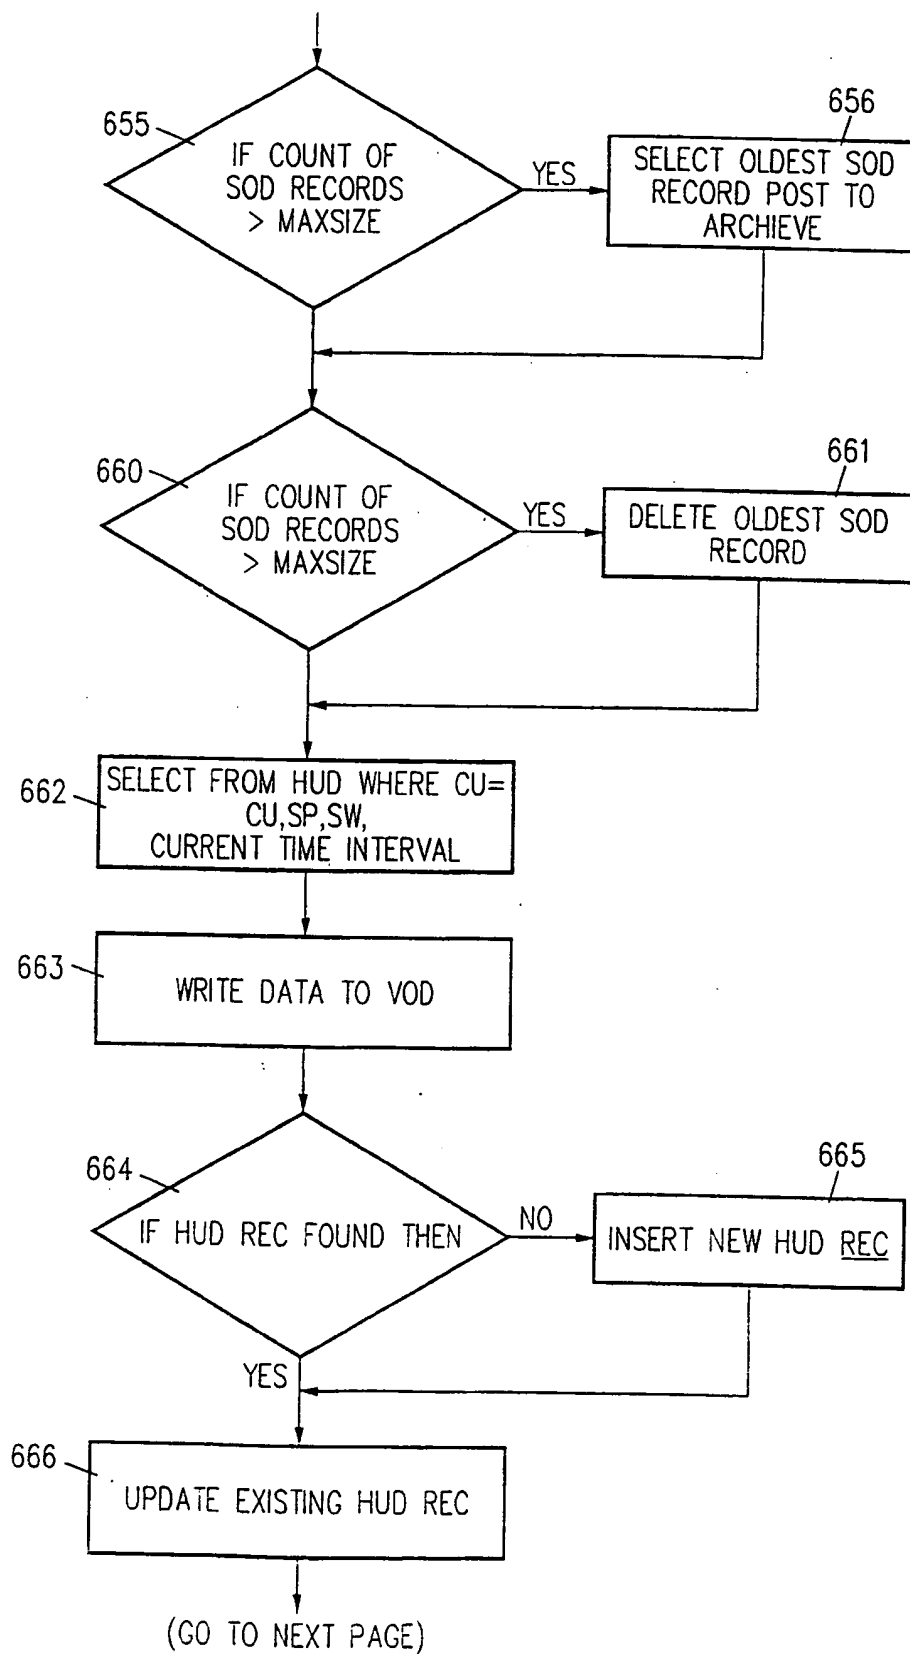 655
IF COUNT OF
SOD RECORDS
> MAXSIZE
YES
656
SELECT OLDEST SOD
RECORD POST TO
ARCHIEVE
660
IF COUNT OF
SOD RECORDS
> MAXSIZE
YES
661
DELETE OLDEST SOD
RECORD
662
SELECT FROM HUD WHERE CU=
CU,SP,SW,
CURRENT TIME INTERVAL
663
WRITE DATA TO VOD
664
IF HUD REC FOUND THEN
NO
665
INSERT NEW HUD REC
YES
666
UPDATE EXISTING HUD REC
(GO TO NEXT PAGE)